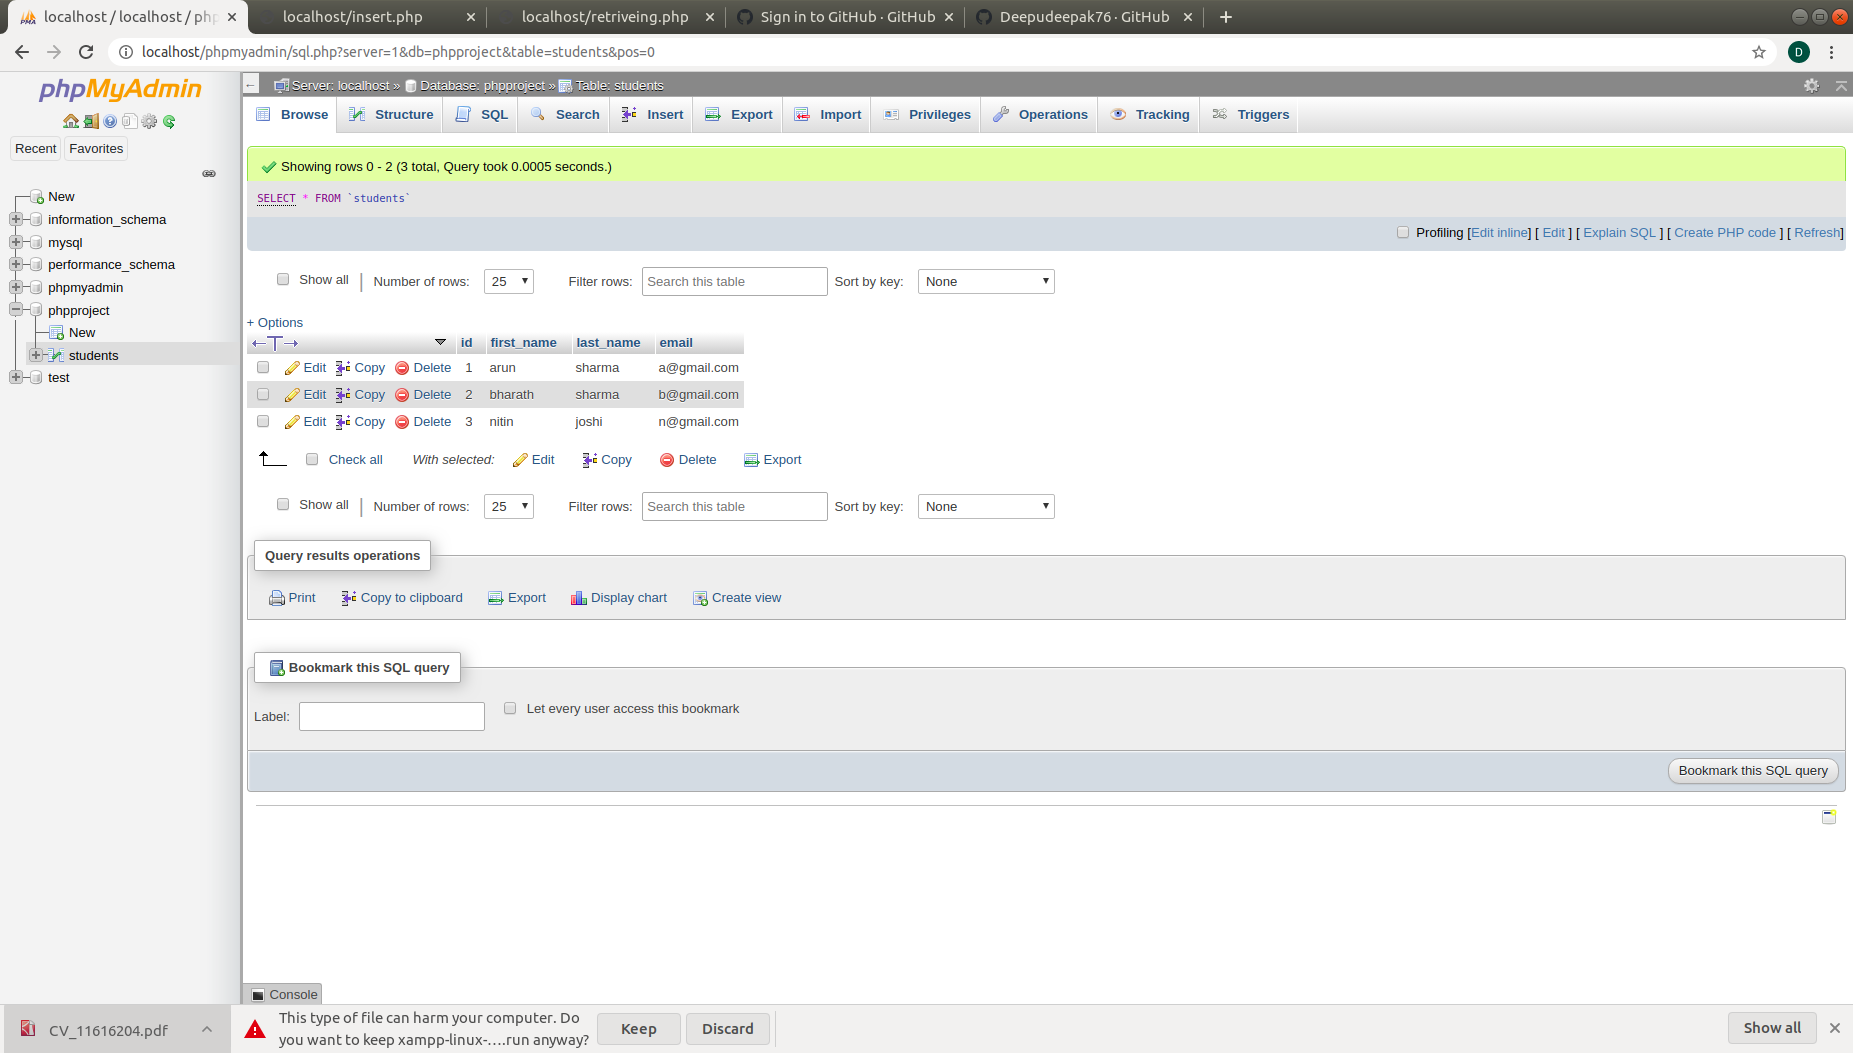 localhost / localhost / php
localhost/insert.php
localhost/retriveing.php
Sign in to GitHub · GitHub
Deepudeepak76 · GitHub
localhost/phpmyadmin/sql.php?server=1&db=phpproject&table=students&pos=0
D
phpMyAdmin
Recent Favorites
New
information_schema
mysql
performance_schema
phpmyadmin
phpproject
New
students
test
Server: localhost » Database: phpproject » Table: students
Browse Structure SQL Search Insert Export Import Privileges Operations Tracking Triggers
Showing rows 0 - 2 (3 total, Query took 0.0005 seconds.)
SELECT * FROM `students`
Profiling [Edit inline] [ Edit ] [ Explain SQL ] [ Create PHP code ] [ Refresh]
Show all | Number of rows: 25 Filter rows: Search this table Sort by key: None
+ Options
id first_name last_name email
Edit Copy Delete 1 arun sharma a@gmail.com
Edit Copy Delete 2 bharath sharma b@gmail.com
Edit Copy Delete 3 nitin joshi n@gmail.com
Check all With selected: Edit Copy Delete Export
Show all | Number of rows: 25 Filter rows: Search this table Sort by key: None
Query results operations
Print Copy to clipboard Export Display chart Create view
Bookmark this SQL query
Label: Let every user access this bookmark
Bookmark this SQL query
Console
CV_11616204.pdf
This type of file can harm your computer. Do
you want to keep xampp-linux-....run anyway?
Keep Discard
Show all